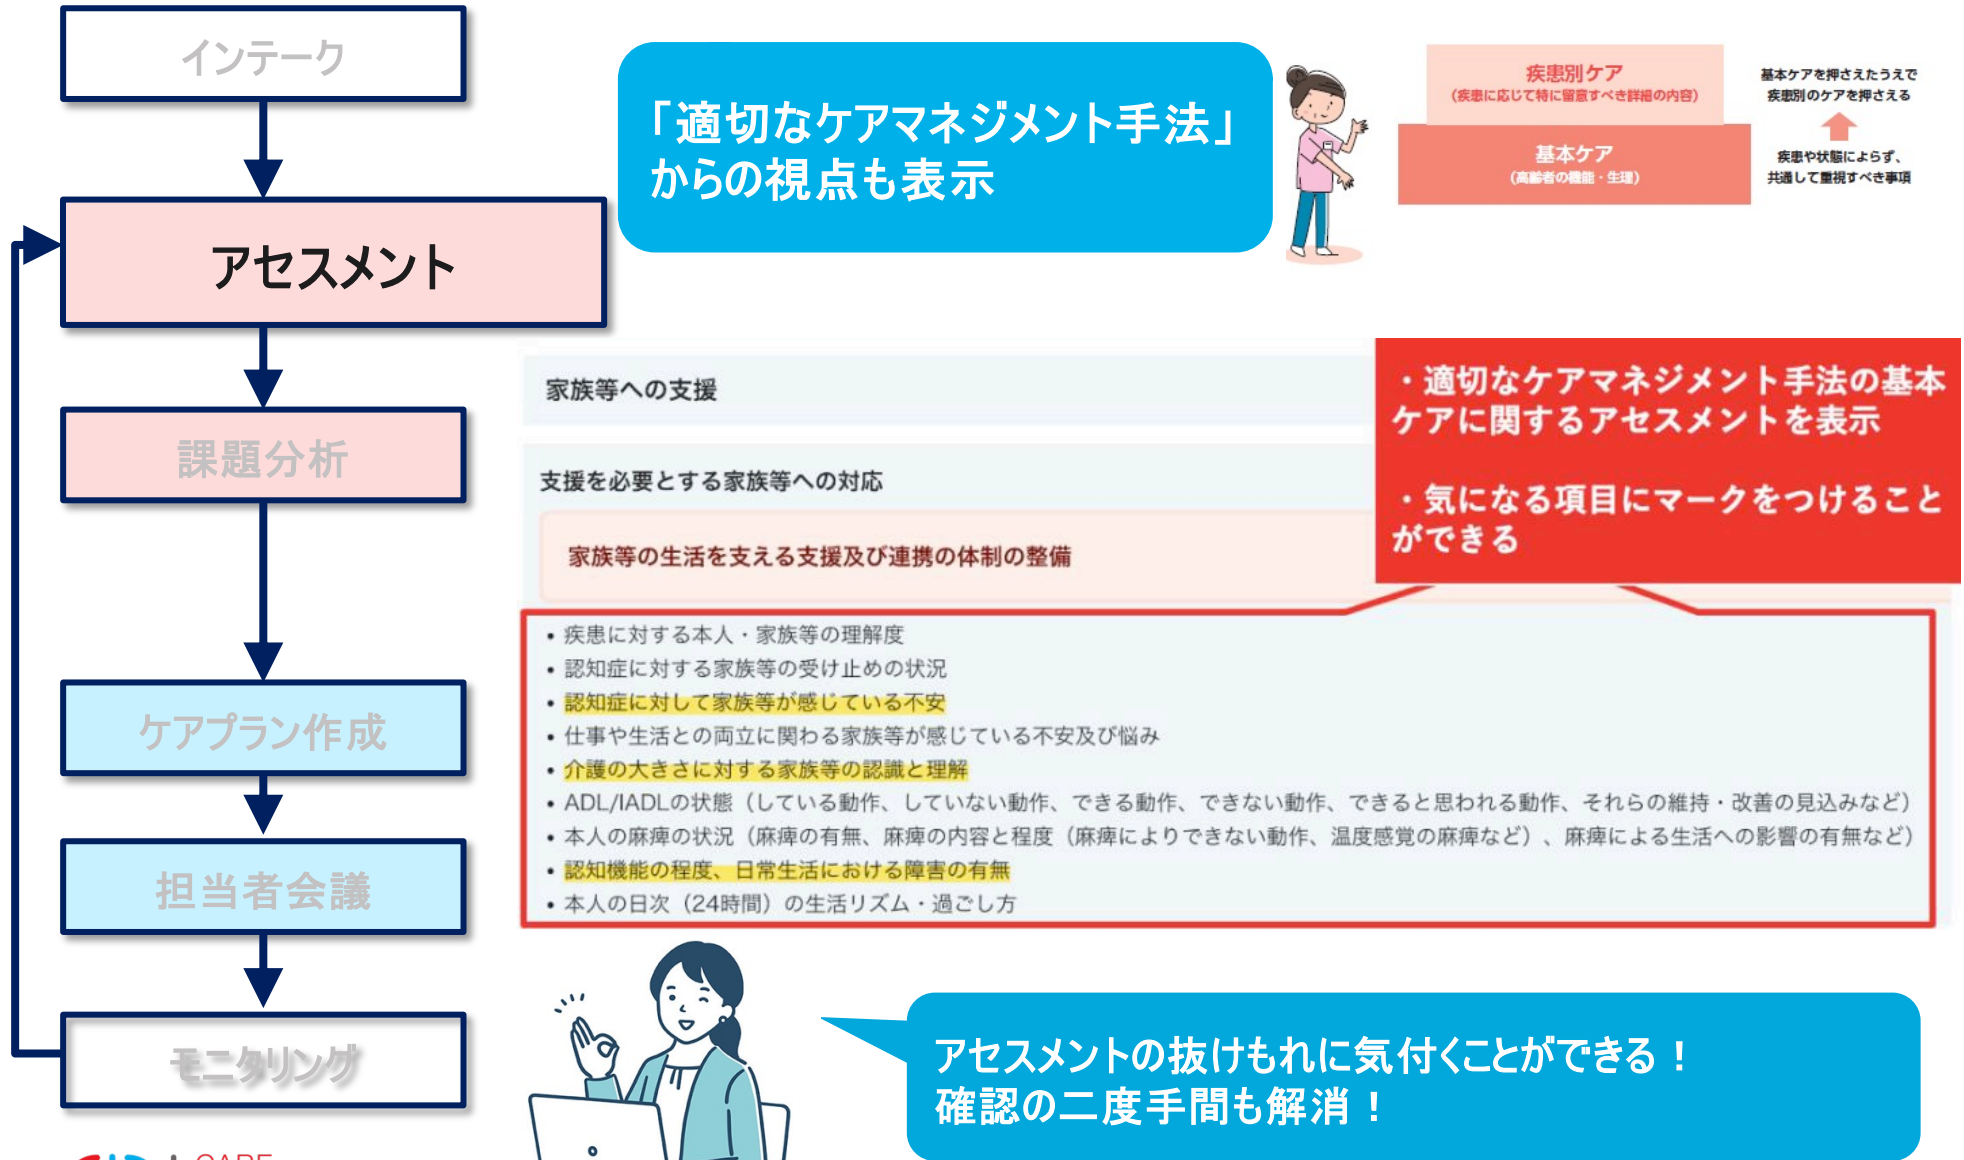 インテーク
アセスメント
課題分析
ケアプラン作成
担当者会議
モニタリング
「適切なケアマネジメント手法」
からの視点も表示
疾患別ケア
(疾患に応じて特に留意すべき詳細の内容)
基本ケア
(高齢者の機能・生理)
基本ケアを押さえたうえで
疾患別のケアを押さえる
疾患や状態によらず、
共通して重視すべき事項
・適切なケアマネジメント手法の基本
ケアに関するアセスメントを表示
・気になる項目にマークをつけること
ができる
家族等への支援
支援を必要とする家族等への対応
家族等の生活を支える支援及び連携の体制の整備
• 疾患に対する本人・家族等の理解度
• 認知症に対する家族等の受け止めの状況
• 認知症に対して家族等が感じている不安
• 仕事や生活との両立に関わる家族等が感じている不安及び悩み
• 介護の大きさに対する家族等の認識と理解
• ADL/IADLの状態（している動作、していない動作、できる動作、できない動作、できると思われる動作、それらの維持・改善の見込みなど）
• 本人の麻痺の状況（麻痺の有無、麻痺の内容と程度（麻痺によりできない動作、温度感覚の麻痺など）、麻痺による生活への影響の有無など）
• 認知機能の程度、日常生活における障害の有無
• 本人の日次（24時間）の生活リズム・過ごし方
アセスメントの抜けもれに気付くことができる！
確認の二度手間も解消！
CARE